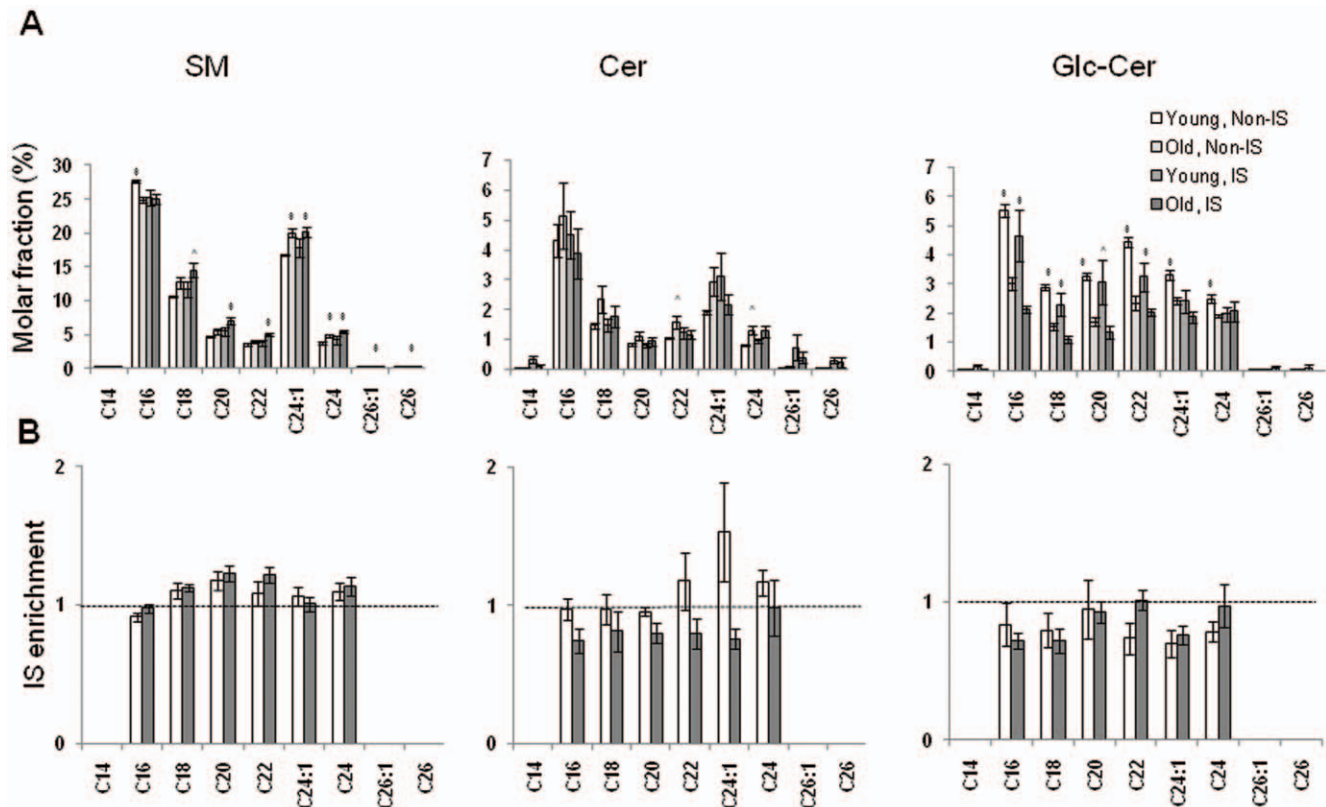 A
SM
Cer
Glc-Cer
Young, Non-IS
Old, Non-IS
Young, IS
Old, IS
Molar fraction (%)
30
25
20
15
10
5
0
C14
C16
C18
C20
C22
C24:1
C24
C26:1
C26
7
6
5
4
3
2
1
0
C14
C16
C18
C20
C22
C24:1
C24
C26:1
C26
7
6
5
4
3
2
1
0
C14
C16
C18
C20
C22
C24:1
C24
C26:1
C26
B
IS enrichment
2
1
0
C14
C16
C18
C20
C22
C24:1
C24
C26:1
C26
2
1
0
C14
C16
C18
C20
C22
C24:1
C24
C26:1
C26
2
1
0
C14
C16
C18
C20
C22
C24:1
C24
C26:1
C26